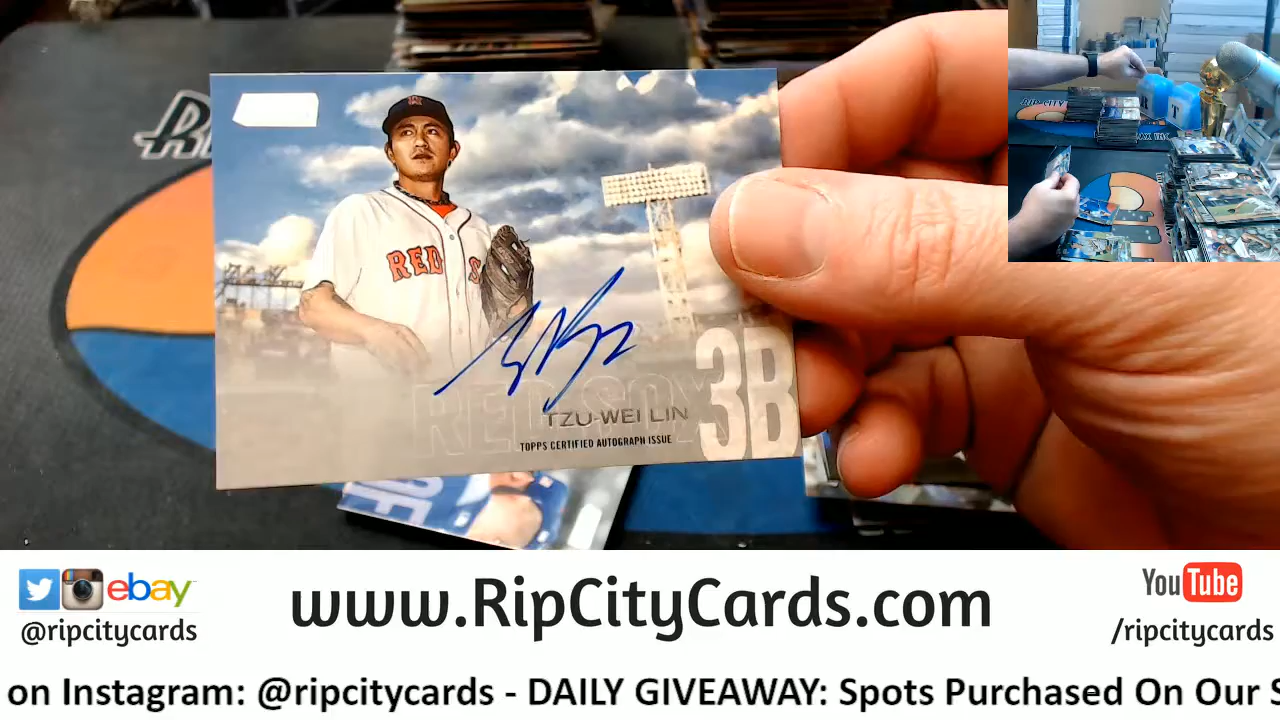 RED S
RED SOX
3B
TZU-WEI LIN
TOPPS CERTIFIED AUTOGRAPH ISSUE
ebay
@ripcitycards
www.RipCityCards.com
YouTube
/ripcitycards
on Instagram: @ripcitycards - DAILY GIVEAWAY: Spots Purchased On Our S